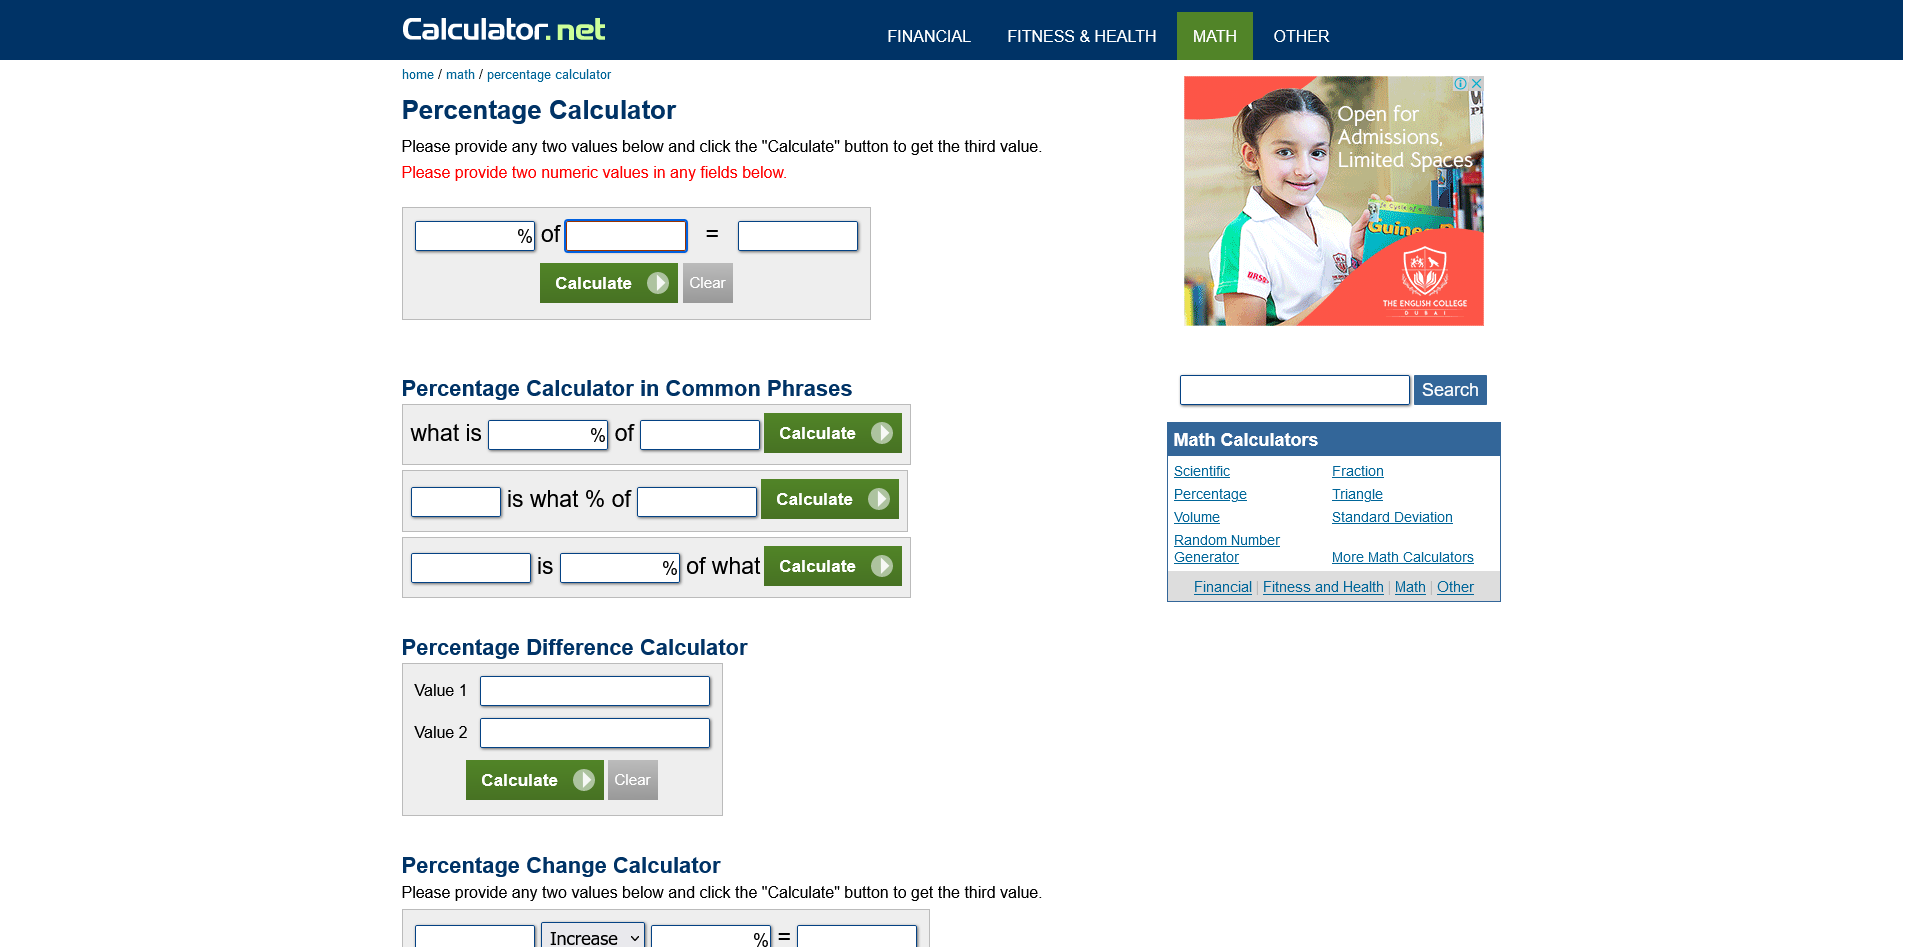 Calculator.net
FINANCIAL FITNESS & HEALTH MATH OTHER
home / math / percentage calculator
Percentage Calculator
Please provide any two values below and click the "Calculate" button to get the third value.
Please provide two numeric values in any fields below.
% of =
Calculate Clear
Percentage Calculator in Common Phrases
what is % of Calculate
is what % of Calculate
is % of what Calculate
Percentage Difference Calculator
Value 1
Value 2
Calculate Clear
Percentage Change Calculator
Please provide any two values below and click the "Calculate" button to get the third value.
Increase % =
Open for
Admissions,
Limited Spaces
THE ENGLISH COLLEGE
DUBAI
Search
Math Calculators
Scientific Fraction
Percentage Triangle
Volume Standard Deviation
Random Number
Generator More Math Calculators
Financial | Fitness and Health | Math | Other